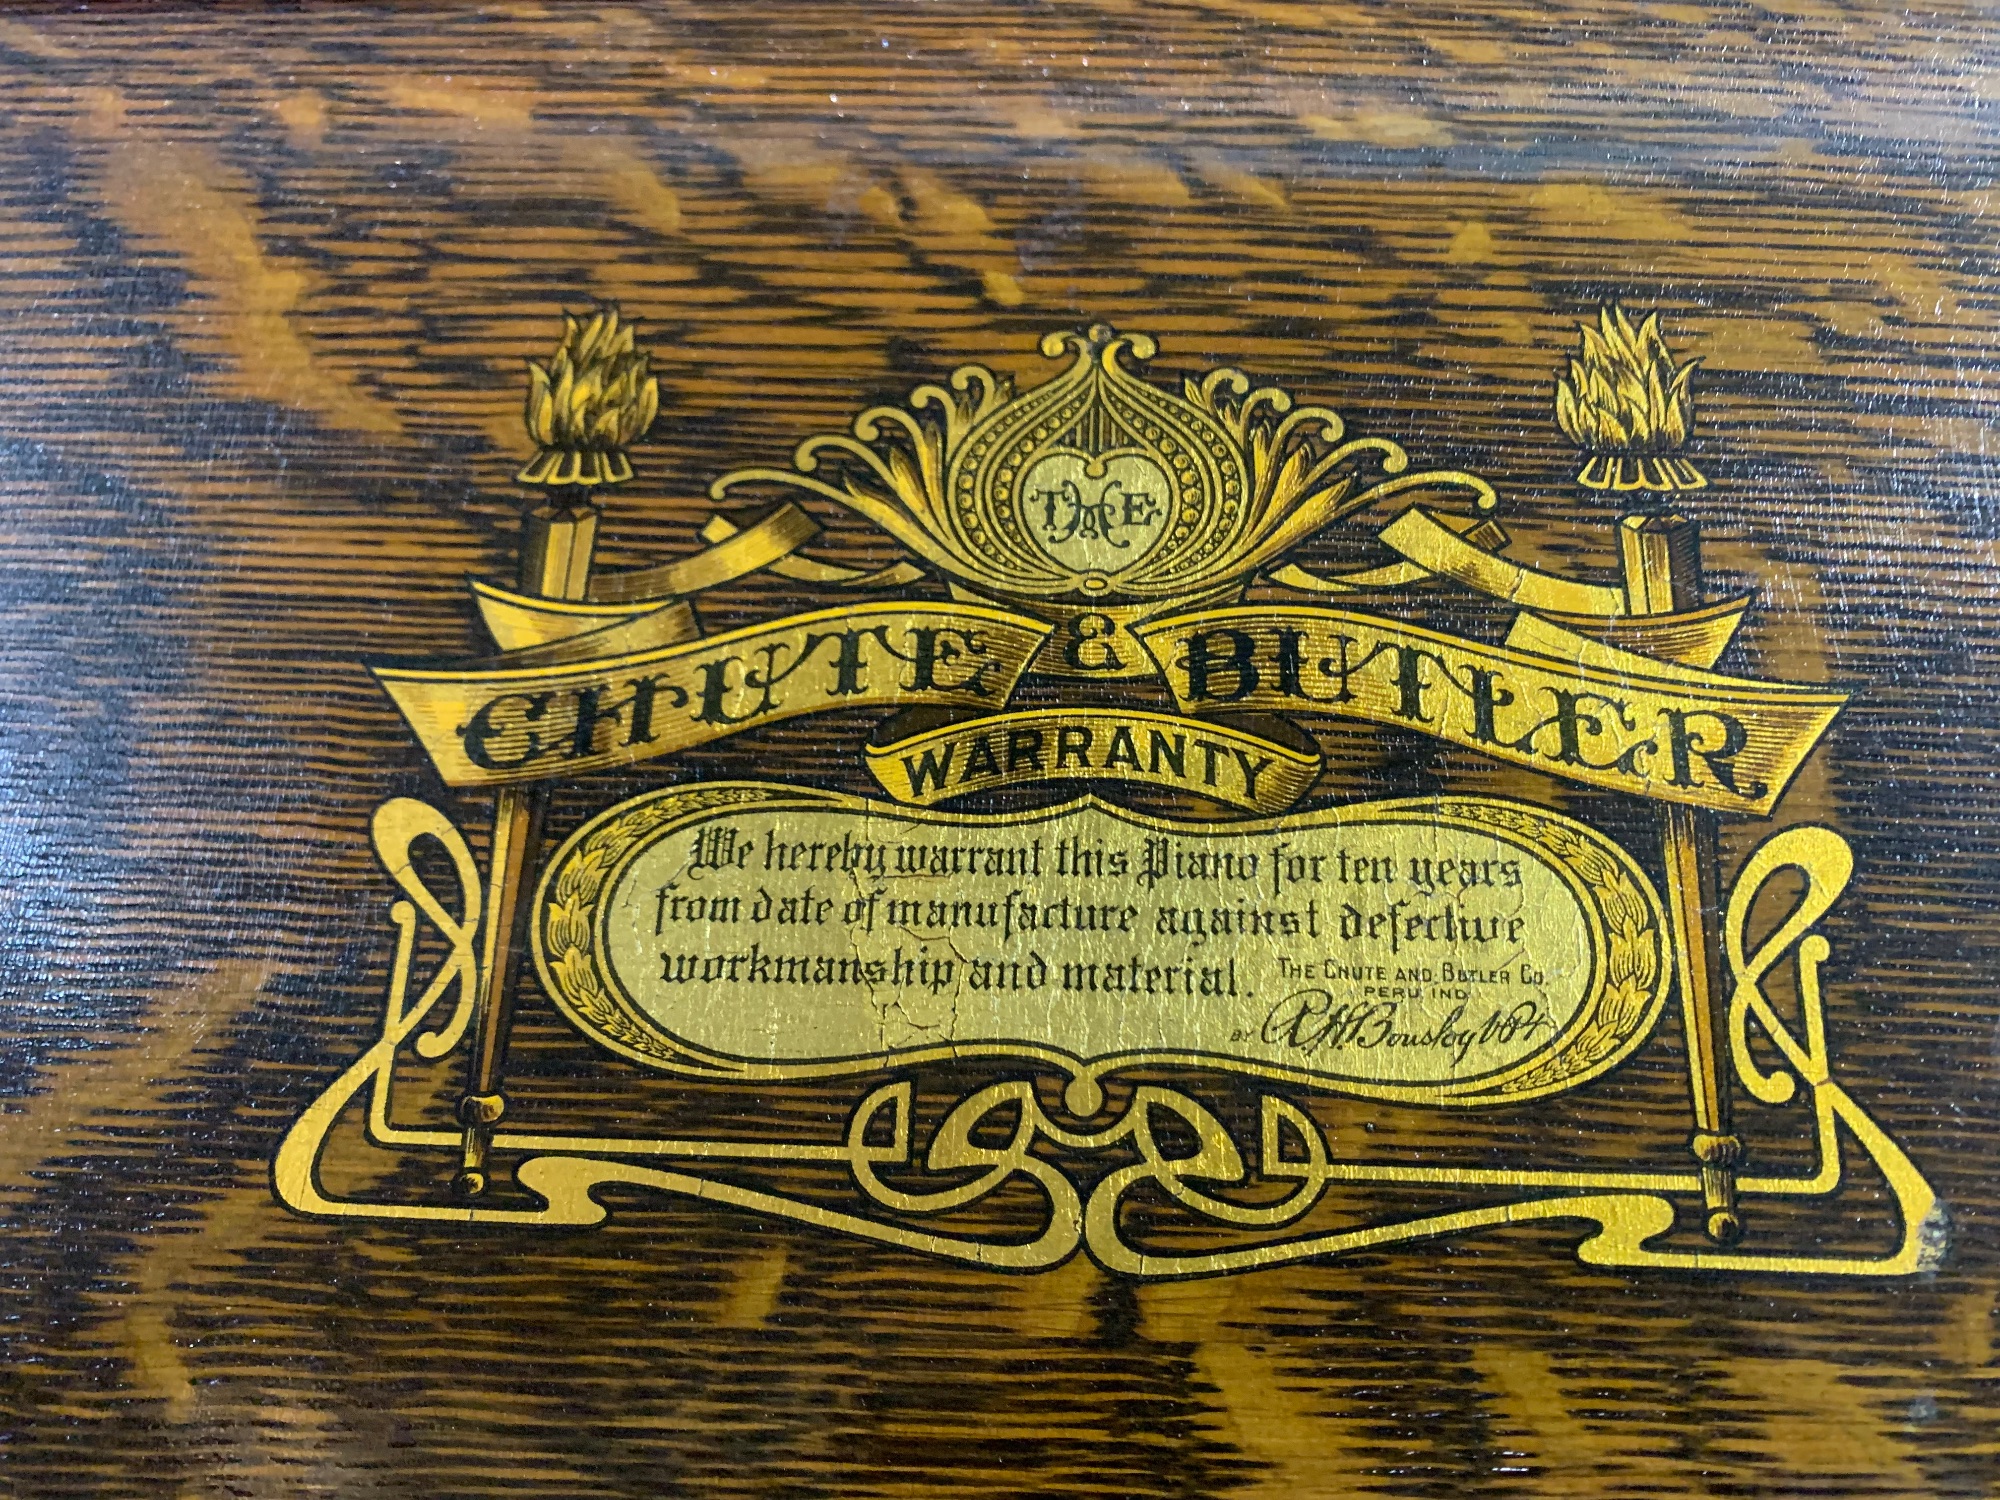 THE
CHUTE & BUTLER
WARRANTY
We hereby warrant this Piano for ten years
from date of manufacture against defective
workmanship and material.
THE CHUTE AND BUTLER CO.
PERU, IND.
BY